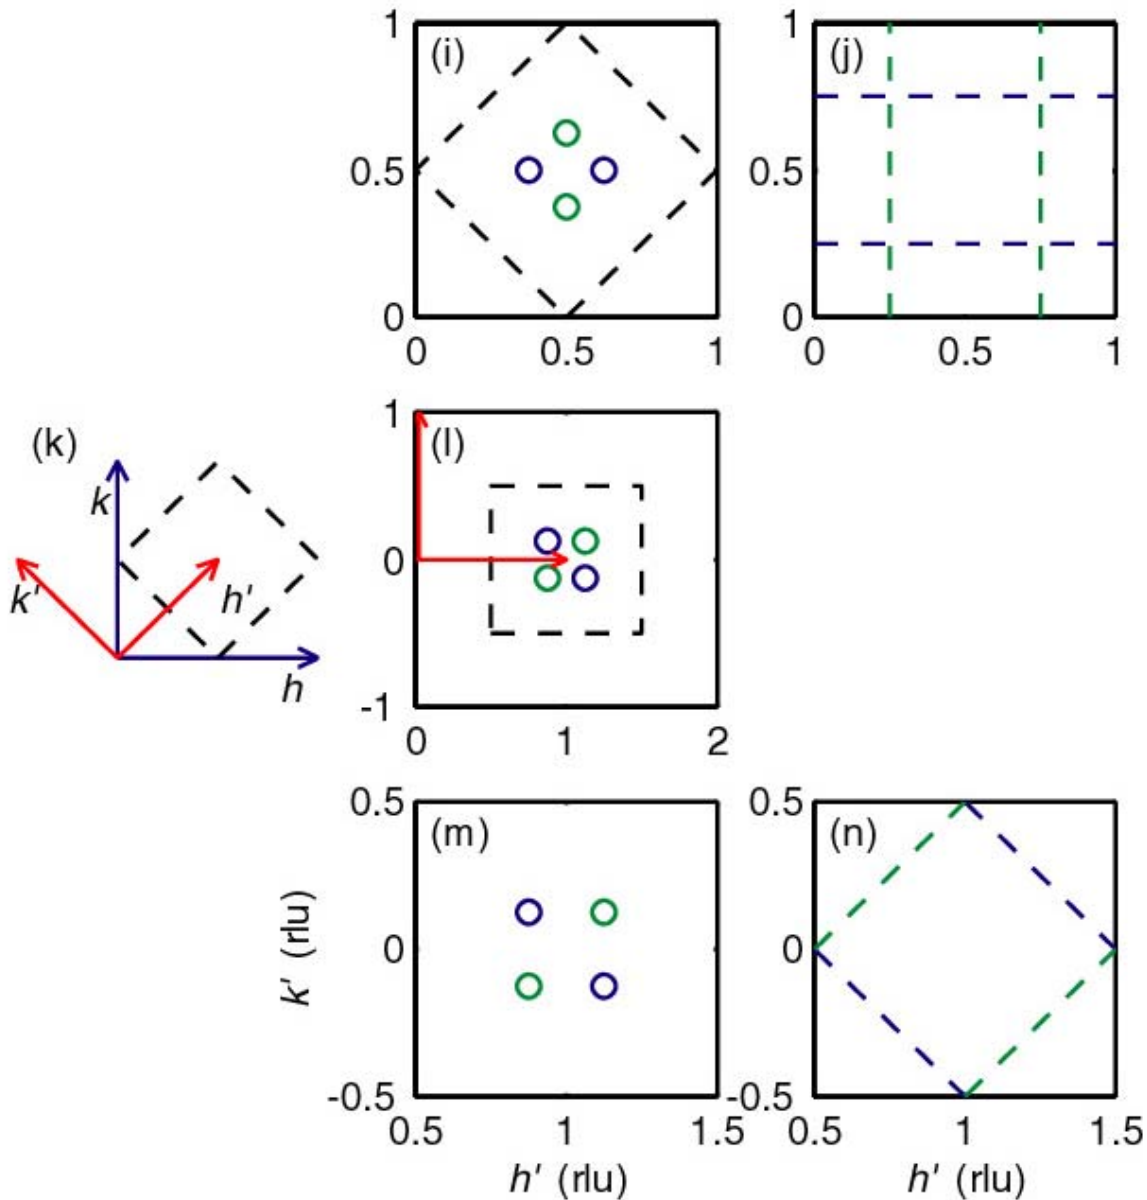 1 (i) 1 (j)
0.5 0.5
0 0
0 0.5 1 0 0.5 1
1 (l)
(k)
k
0
k' h'
h
-1
0 1 2
0.5 (m) 0.5 (n)
k' (rlu) 0 0
-0.5 -0.5
0.5 1 1.5 0.5 1 1.5
h' (rlu) h' (rlu)